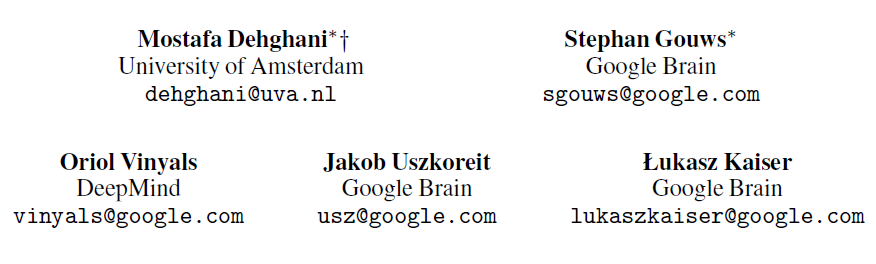 Mostafa Dehghani*† Stephan Gouws*
University of Amsterdam Google Brain
dehghani@uva.nl sgouws@google.com
Oriol Vinyals Jakob Uszkoreit Łukasz Kaiser
DeepMind Google Brain Google Brain
vinyals@google.com usz@google.com lukaszkaiser@google.com